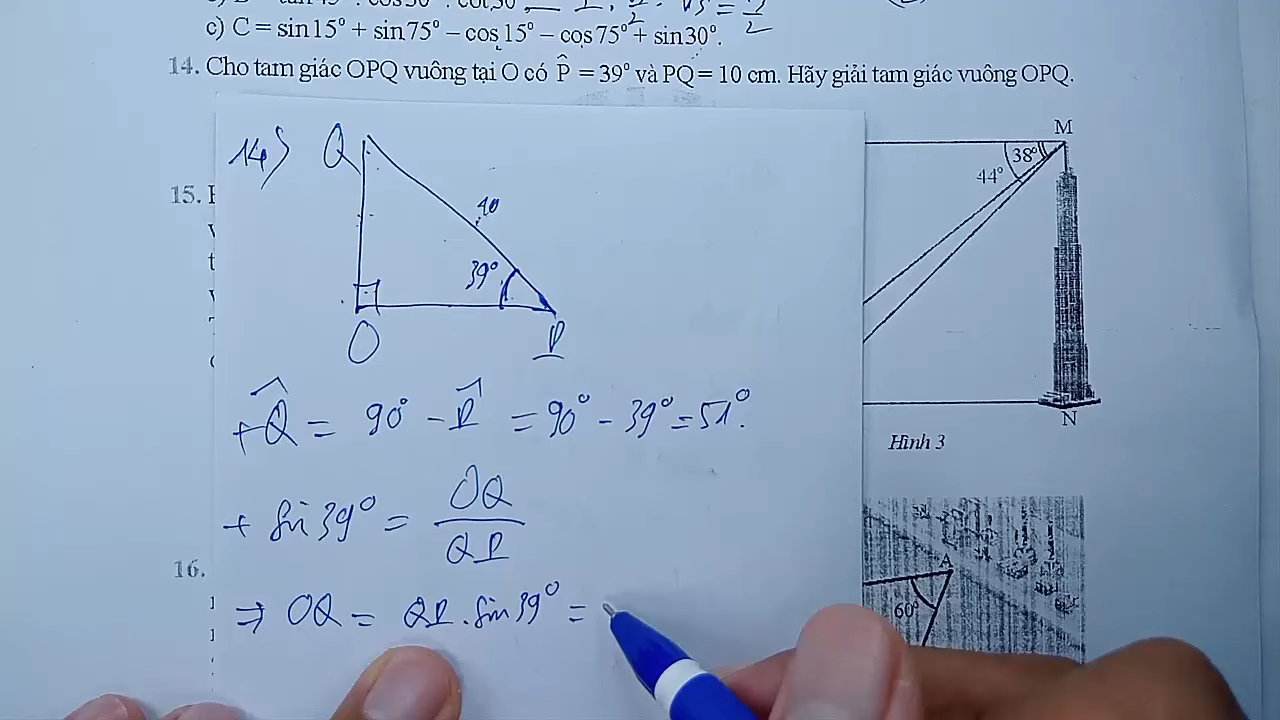 c) C = sin15° + sin75° – cos15° – cos75° + sin30°.
14. Cho tam giác OPQ vuông tại O có P̂ = 39° và PQ = 10 cm. Hãy giải tam giác vuông OPQ.
14)
Q
10
39°
O
P
+ Q̂ = 90° - P̂ = 90° - 39° = 51°.
+ sin 39° = OQ / QP
⇒ OQ = QP . sin 39° =
15.
16.
M
38°
44°
N
Hình 3
A
60°